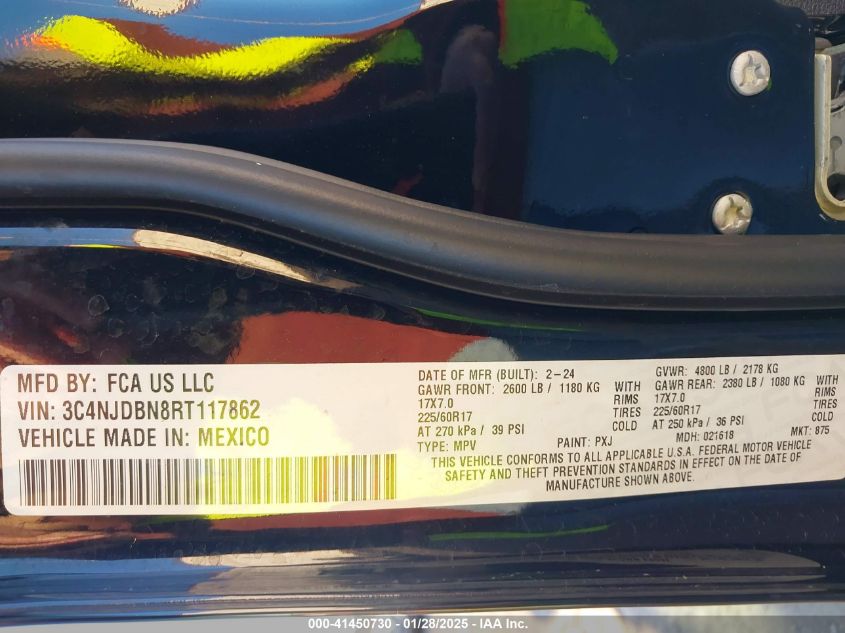 MFD BY: FCA US LLC
VIN: 3C4NJDBN8RT117862
VEHICLE MADE IN: MEXICO
DATE OF MFR (BUILT): 2-24 GVWR: 4800 LB / 2178 KG
GAWR FRONT: 2600 LB / 1180 KG WITH GAWR REAR: 2380 LB / 1080 KG WITH
17X7.0 RIMS 17X7.0 RIMS
225/60R17 TIRES 225/60R17 TIRES
AT 270 kPa / 39 PSI COLD AT 250 kPa / 36 PSI COLD
TYPE: MPV PAINT: PXJ MDH: 021618 MKT: 875
THIS VEHICLE CONFORMS TO ALL APPLICABLE U.S.A. FEDERAL MOTOR VEHICLE
SAFETY AND THEFT PREVENTION STANDARDS IN EFFECT ON THE DATE OF
MANUFACTURE SHOWN ABOVE.
000-41450730 - 01/28/2025 - IAA Inc.